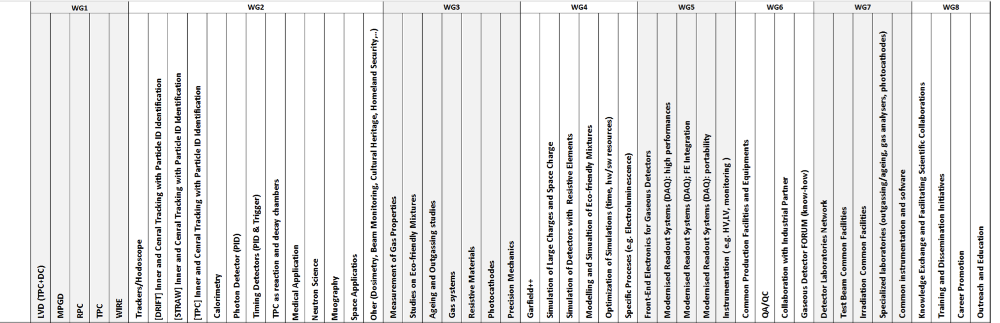 WG1
WG2
WG3
WG4
WG5
WG6
WG7
WG8
LVD (TPC+DC)
MPGD
RPC
TPC
WIRE
Trackers/Hodoscope
[DRIFT] Inner and Cenral Tracking with Particle ID Identification
[STRAW] Inner and Cenral Tracking with Particle ID Identification
[TPC] Inner and Cenral Tracking with Particle ID Identification
Calorimetry
Photon Detector (PID)
Timing Detectors (PID & Trigger)
TPC as reaction and decay chambers
Medical Application
Neutron Science
Muography
Space Applicatios
Other (Dosimetry, Beam Monitoring, Cultural Heritage, Homeland Security,..)
Measurement of Gas Properties
Studies on Eco-friendly Mixtures
Ageing and Outgassing studies
Gas systems
Resistive Materials
Photocathodes
Precision Mechanics
Garfield++
Simulation of Large Charges and Space Charge
Simulation of Detectors with Resistive Elements
Modelling and Simualtion of Eco-friendly Mixtures
Optimization of Simulations (time, hw/sw resources)
Specific Proceses (e.g. Electroluminescence)
Front-End Electronics for Gaseous Detectors
Modernised Readout Systems (DAQ): high performances
Modernised Readout Systems (DAQ); FE Integration
Modernised Readout Systems (DAQ): portability
Instrumentation ( e.g. HV,LV, monitoring )
Common Production Facilities and Equipments
QA/QC
Collaboration with Industrial Partner
Gaseous Detector FORUM (know-how)
Detector Laboratories Network
Test Beam Common Facilities
Irradiation Common Facilities
Specialized laboratories (outgassing/ageing, gas analysers, photocathodes)
Common instrumentation and sofware
Knowledge Exchange and Facilitating Scientific Collaborations
Training and Dissemination Initiatives
Career Promotion
Outreach and Education